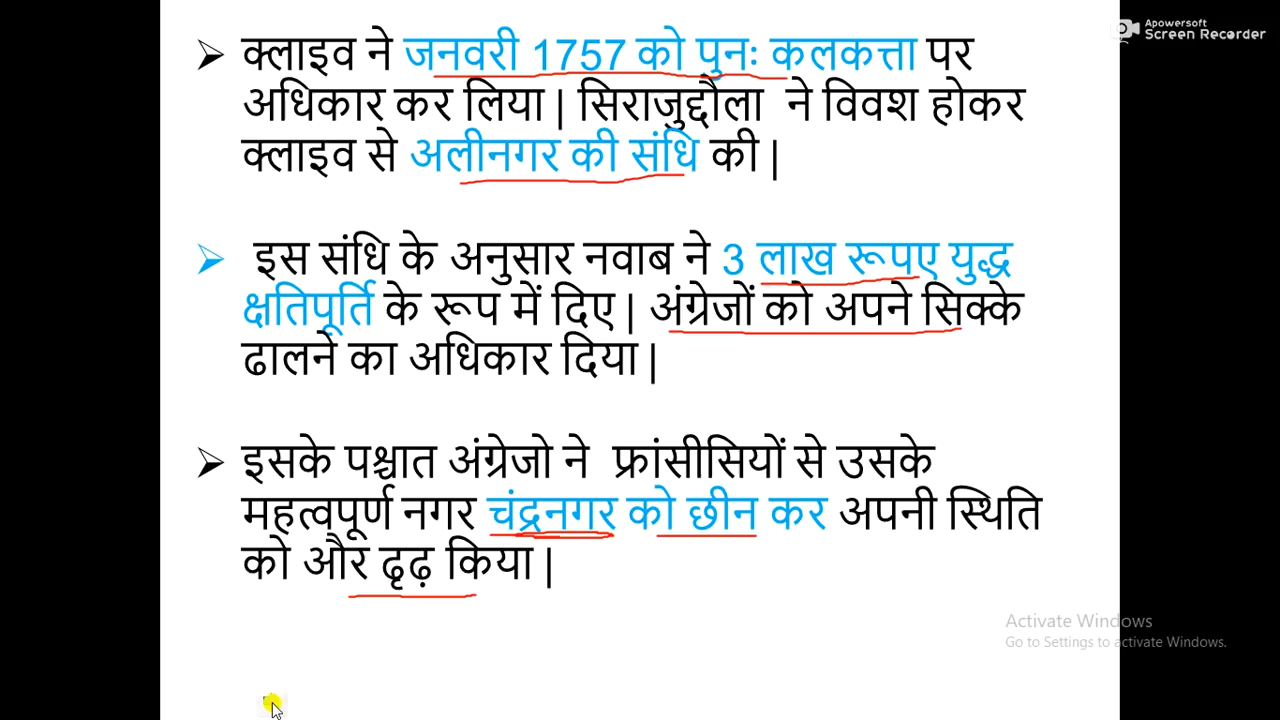 ➢ क्लाइव ने जनवरी 1757 को पुनः कलकत्ता पर
अधिकार कर लिया | सिराजुद्दौला ने विवश होकर
क्लाइव से अलीनगर की संधि की |
➢ इस संधि के अनुसार नवाब ने 3 लाख रूपए युद्ध
क्षतिपूर्ति के रूप में दिए | अंग्रेजों को अपने सिक्के
ढालने का अधिकार दिया |
➢ इसके पश्चात अंग्रेजो ने फ्रांसीसियों से उसके
महत्वपूर्ण नगर चंद्रनगर को छीन कर अपनी स्थिति
को और दृढ़ किया |
Apowersoft
Screen Recorder
Activate Windows
Go to Settings to activate Windows.